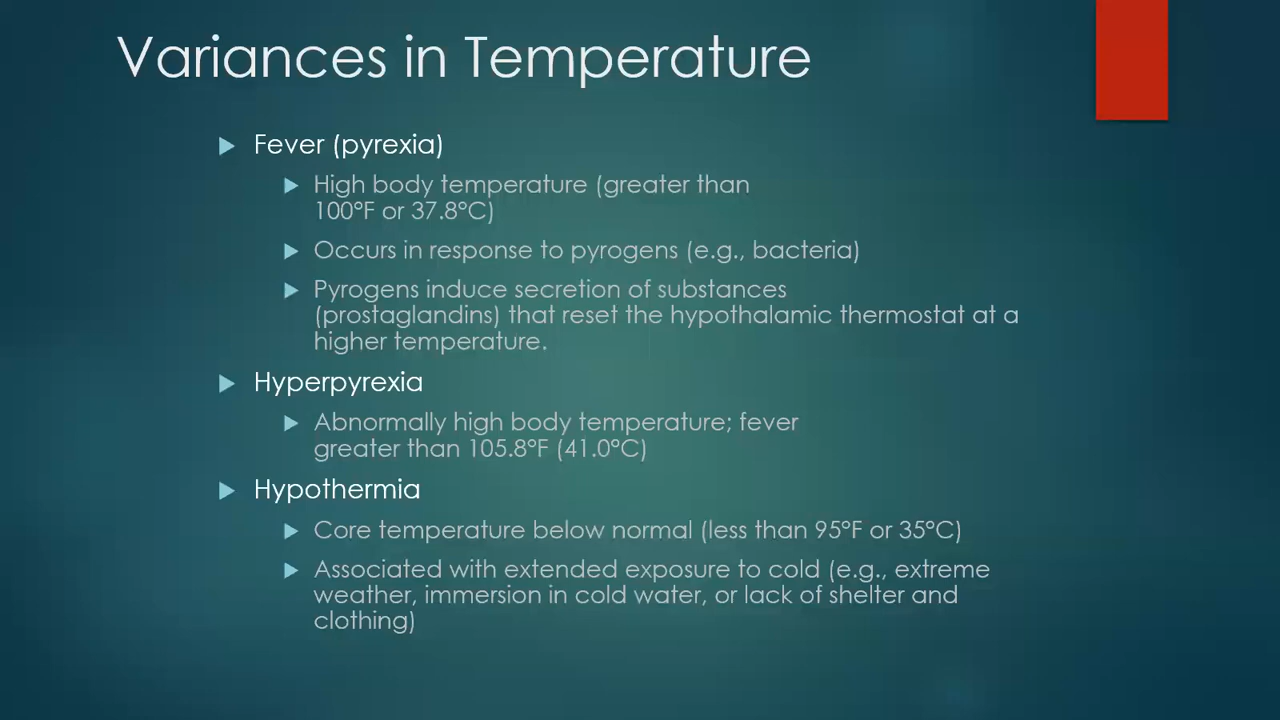 Variances in Temperature
Fever (pyrexia)
High body temperature (greater than
100°F or 37.8°C)
Occurs in response to pyrogens (e.g., bacteria)
Pyrogens induce secretion of substances
(prostaglandins) that reset the hypothalamic thermostat at a
higher temperature.
Hyperpyrexia
Abnormally high body temperature; fever
greater than 105.8°F (41.0°C)
Hypothermia
Core temperature below normal (less than 95°F or 35°C)
Associated with extended exposure to cold (e.g., extreme
weather, immersion in cold water, or lack of shelter and
clothing)